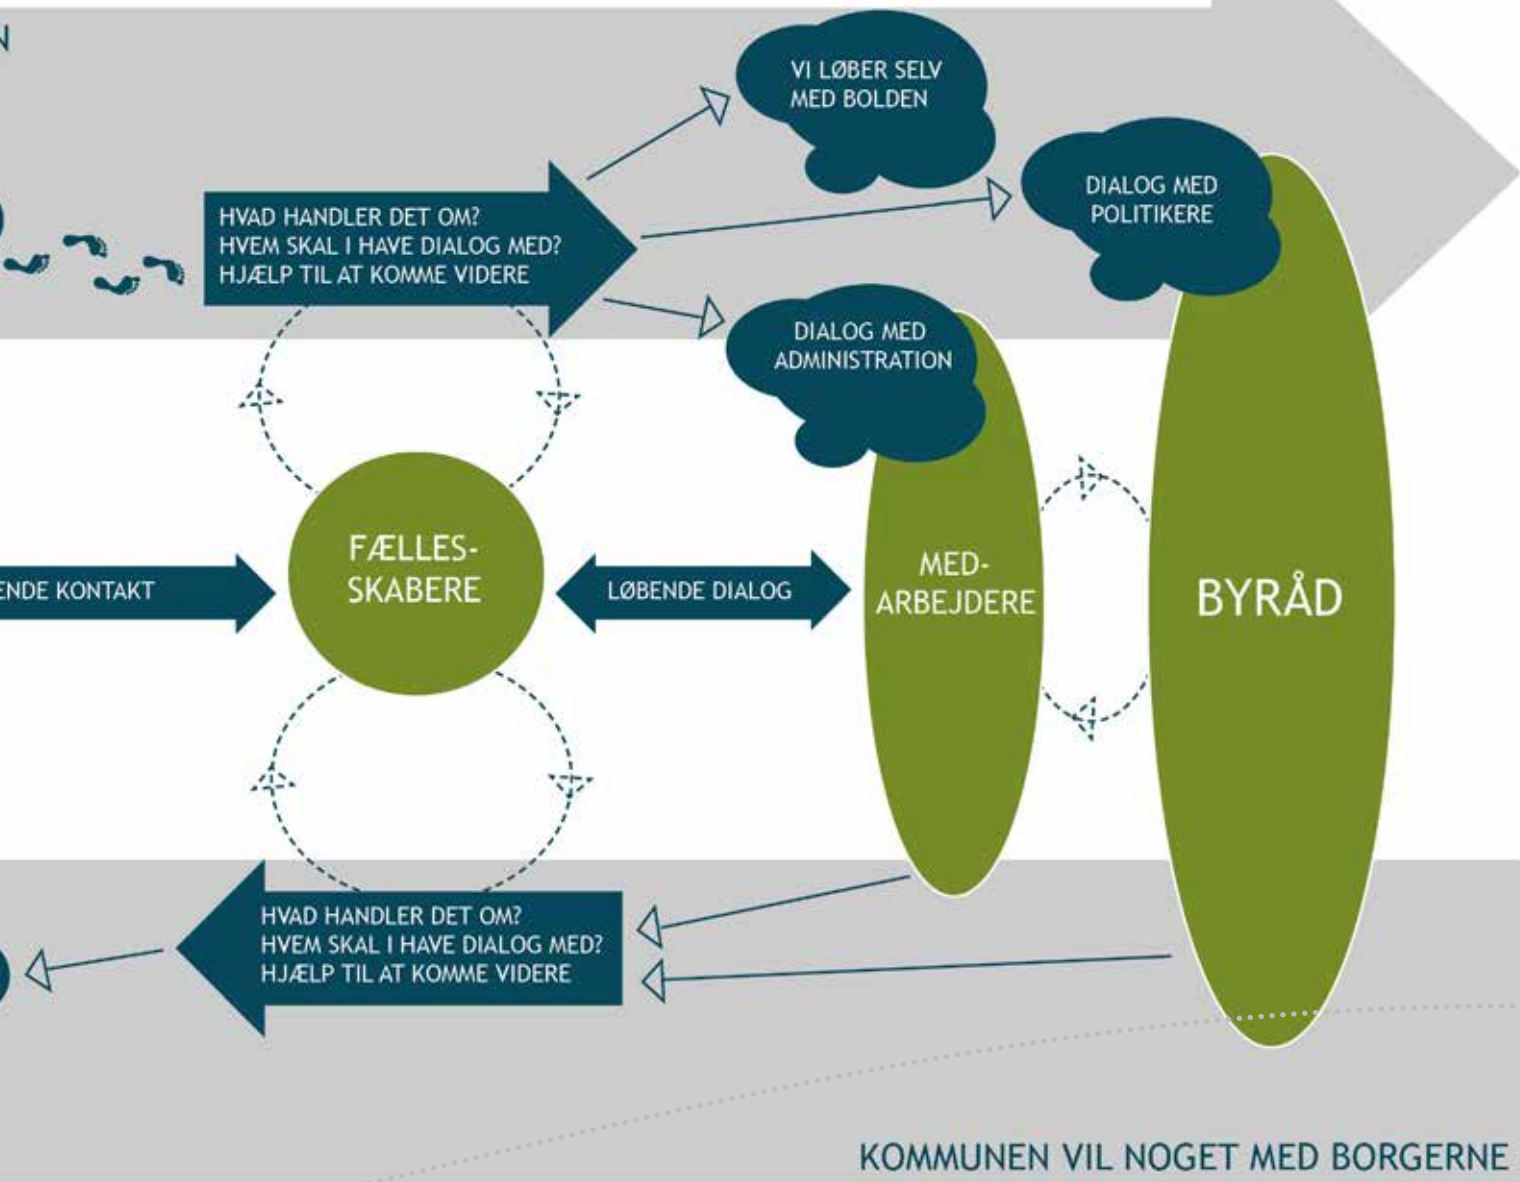 N
VI LØBER SELV
MED BOLDEN
DIALOG MED
POLITIKERE
HVAD HANDLER DET OM?
HVEM SKAL I HAVE DIALOG MED?
HJÆLP TIL AT KOMME VIDERE
DIALOG MED
ADMINISTRATION
ENDE KONTAKT
FÆLLES-
SKABERE
LØBENDE DIALOG
MED-
ARBEJDERE
BYRÅD
HVAD HANDLER DET OM?
HVEM SKAL I HAVE DIALOG MED?
HJÆLP TIL AT KOMME VIDERE
KOMMUNEN VIL NOGET MED BORGERNE